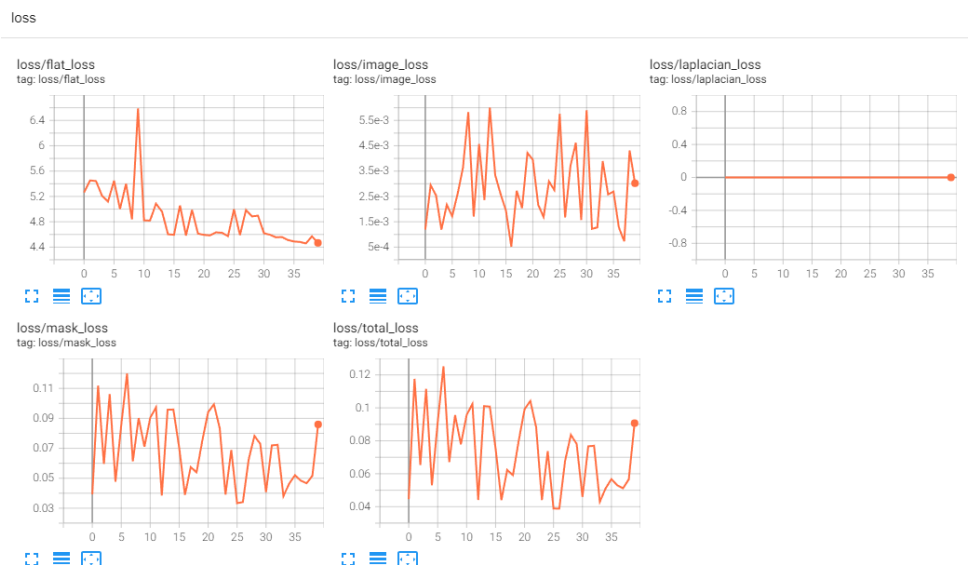 loss
loss/flat_loss
tag: loss/flat_loss
6.4
6
5.6
5.2
4.8
4.4
0 5 10 15 20 25 30 35
loss/image_loss
tag: loss/image_loss
5.5e-3
4.5e-3
3.5e-3
2.5e-3
1.5e-3
5e-4
0 5 10 15 20 25 30 35
loss/laplacian_loss
tag: loss/laplacian_loss
0.8
0.4
0
-0.4
-0.8
0 5 10 15 20 25 30 35
loss/mask_loss
tag: loss/mask_loss
0.11
0.09
0.07
0.05
0.03
0 5 10 15 20 25 30 35
loss/total_loss
tag: loss/total_loss
0.12
0.1
0.08
0.06
0.04
0 5 10 15 20 25 30 35